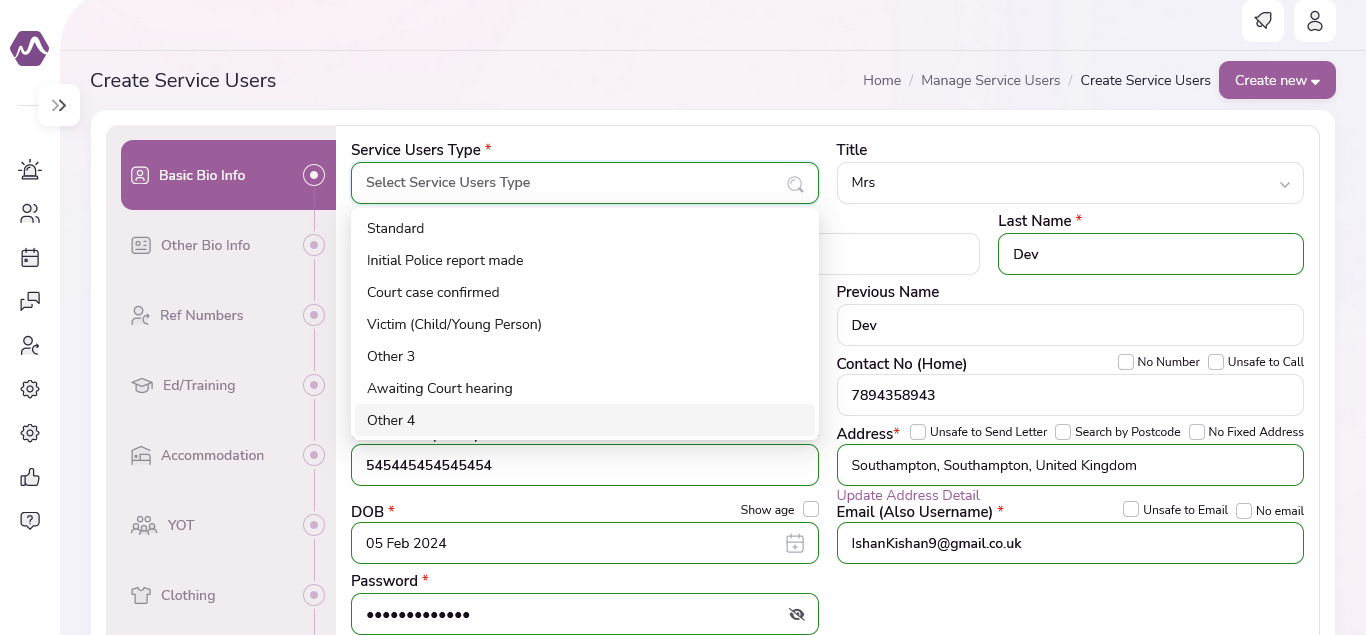 Create Service Users
Home / Manage Service Users / Create Service Users
Create new
Basic Bio Info
Other Bio Info
Ref Numbers
Ed/Training
Accommodation
YOT
Clothing
Service Users Type *
Select Service Users Type
Standard
Initial Police report made
Court case confirmed
Victim (Child/Young Person)
Other 3
Awaiting Court hearing
Other 4
Title
Mrs
Last Name *
Dev
Previous Name
Dev
Contact No (Home)
No Number
Unsafe to Call
7894358943
545445454545454
Address*
Unsafe to Send Letter
Search by Postcode
No Fixed Address
Southampton, Southampton, United Kingdom
Update Address Detail
DOB *
Show age
05 Feb 2024
Email (Also Username) *
Unsafe to Email
No email
IshanKishan9@gmail.co.uk
Password *
•••••••••••••